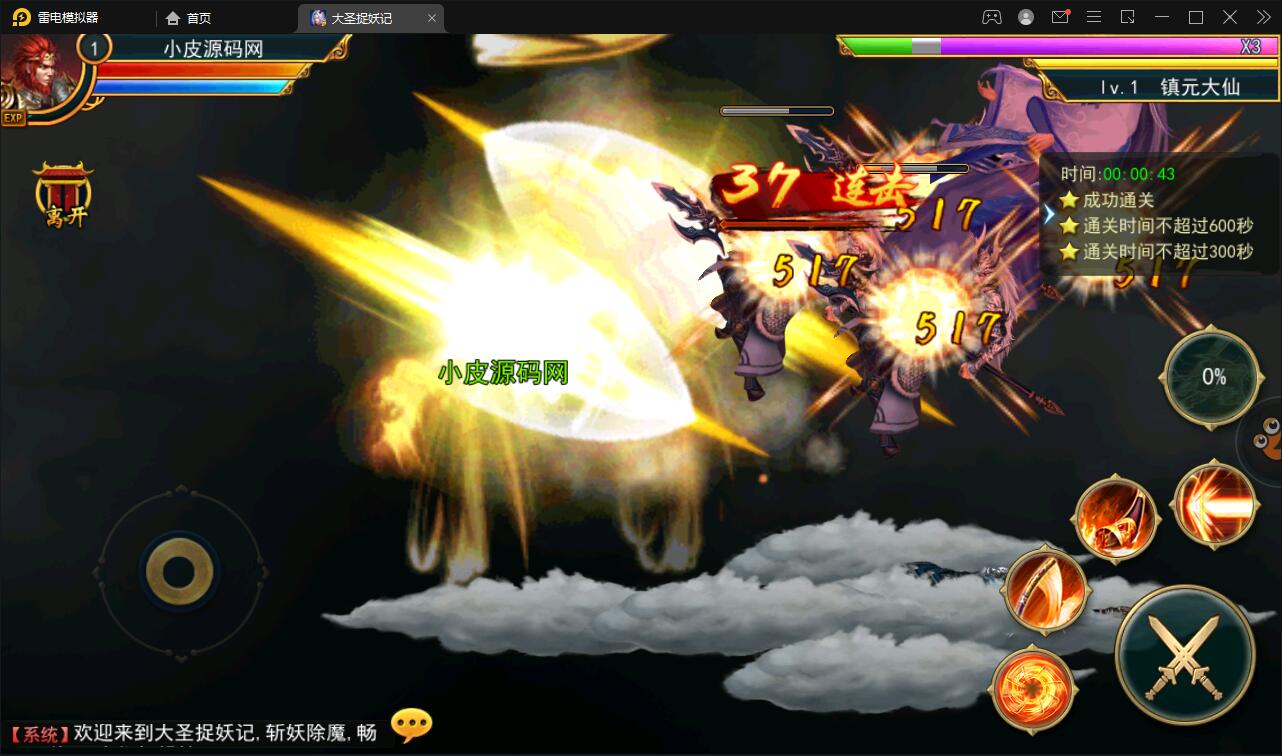 雷电模拟器
首页
大圣捉妖记
1
小皮源码网
EXP
X3
lv.1 镇元大仙
离开
时间:00:00:43
成功通关
通关时间不超过600秒
通关时间不超过300秒
37 连击
517
517
517
517
小皮源码网
0%
【系统】欢迎来到大圣捉妖记,斩妖除魔,畅